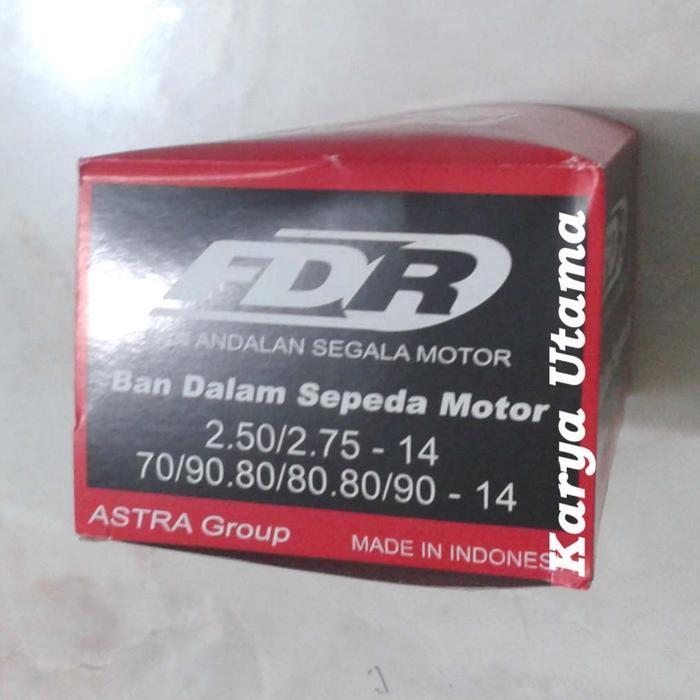 FDR
ANDALAN SEGALA MOTOR
Ban Dalam Sepeda Motor
2.50/2.75 - 14
70/90.80/80.80/90 - 14
ASTRA Group
MADE IN INDONES
Karya Utama